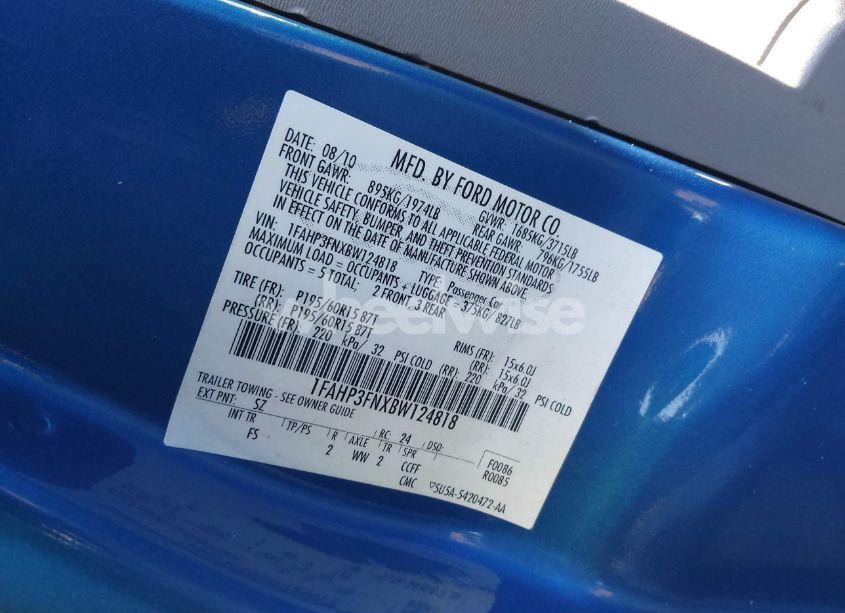 MFD. BY FORD MOTOR CO.
DATE: 08/10 GVWR: 1685KG/3715LB
FRONT GAWR: 895KG/1974LB REAR GAWR: 796KG/1755LB
THIS VEHICLE CONFORMS TO ALL APPLICABLE FEDERAL MOTOR
VEHICLE SAFETY, BUMPER, AND THEFT PREVENTION STANDARDS
IN EFFECT ON THE DATE OF MANUFACTURE SHOWN ABOVE.
VIN: 1FAHP3FNXBW124818 TYPE: Passenger Car
MAXIMUM LOAD = OCCUPANTS + LUGGAGE = 375KG/827LB
OCCUPANTS = 5 TOTAL: 2 FRONT, 3 REAR
TIRE (FR): P195/60R15 87T RIMS (FR): 15x6.0J
(RR): P195/60R15 87T (RR): 15x6.0J
PRESSURE (FR): 220 kPa/ 32 PSI COLD (RR): 220 kPa/ 32 PSI COLD
1FAHP3FNXBW124818
TRAILER TOWING - SEE OWNER GUIDE
EXT PNT: SZ RC: 24 DSO:
INT TR TP/PS R AXLE TR SPR F0086
FS 2 WW 2 CCFF R0085
CMC 5U5A-5420472-AA
wheelwise